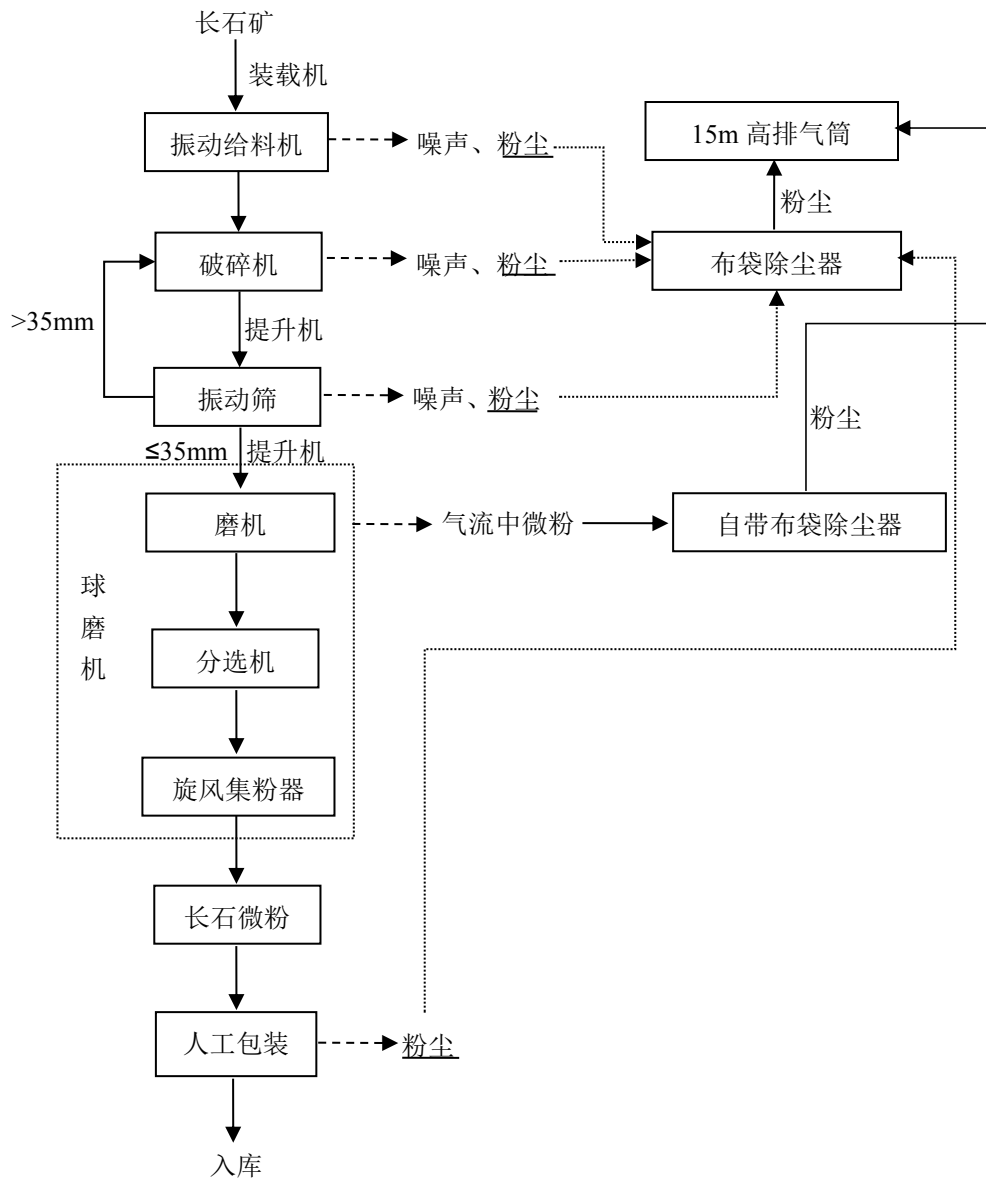 长石矿
装载机
振动给料机
噪声、粉尘
15m 高排气筒
粉尘
破碎机
噪声、粉尘
布袋除尘器
>35mm
提升机
振动筛
噪声、粉尘
粉尘
≤35mm
提升机
磨机
气流中微粉
自带布袋除尘器
球磨机
分选机
旋风集粉器
长石微粉
人工包装
粉尘
入库